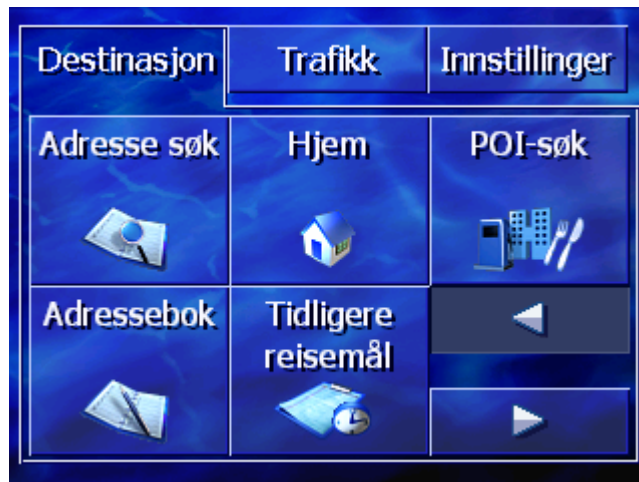 Destinasjon Trafikk Innstillinger
Adresse søk Hjem POI-søk
Adressebok Tidligere
reisemål